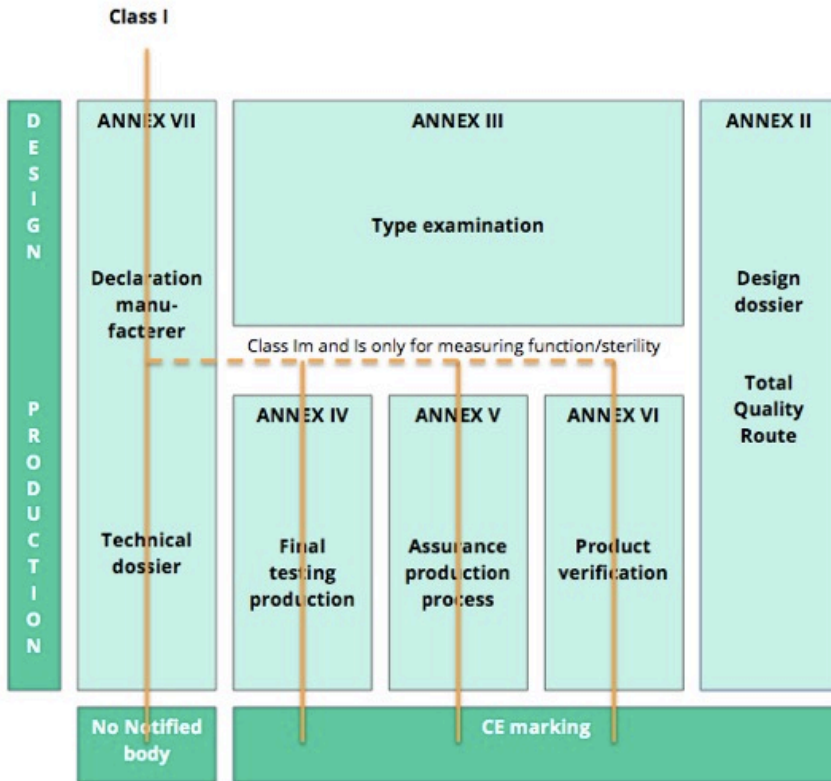 Class I
DESIGN
PRODUCTION
ANNEX VII
Declaration
manu-
facterer
Technical
dossier
ANNEX III
Type examination
Class Im and Is only for measuring function/sterility
ANNEX IV
Final
testing
production
ANNEX V
Assurance
production
process
ANNEX VI
Product
verification
ANNEX II
Design
dossier
Total
Quality
Route
No Notified
body
CE marking